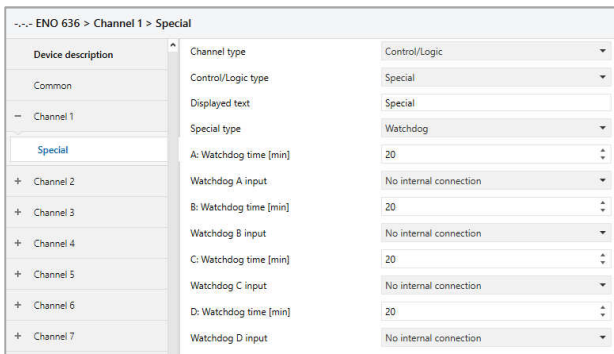 -.-.- ENO 636 > Channel 1 > Special
Device description
Common
− Channel 1
Special
+ Channel 2
+ Channel 3
+ Channel 4
+ Channel 5
+ Channel 6
+ Channel 7
Channel type Control/Logic
Control/Logic type Special
Displayed text Special
Special type Watchdog
A: Watchdog time [min] 20
Watchdog A input No internal connection
B: Watchdog time [min] 20
Watchdog B input No internal connection
C: Watchdog time [min] 20
Watchdog C input No internal connection
D: Watchdog time [min] 20
Watchdog D input No internal connection